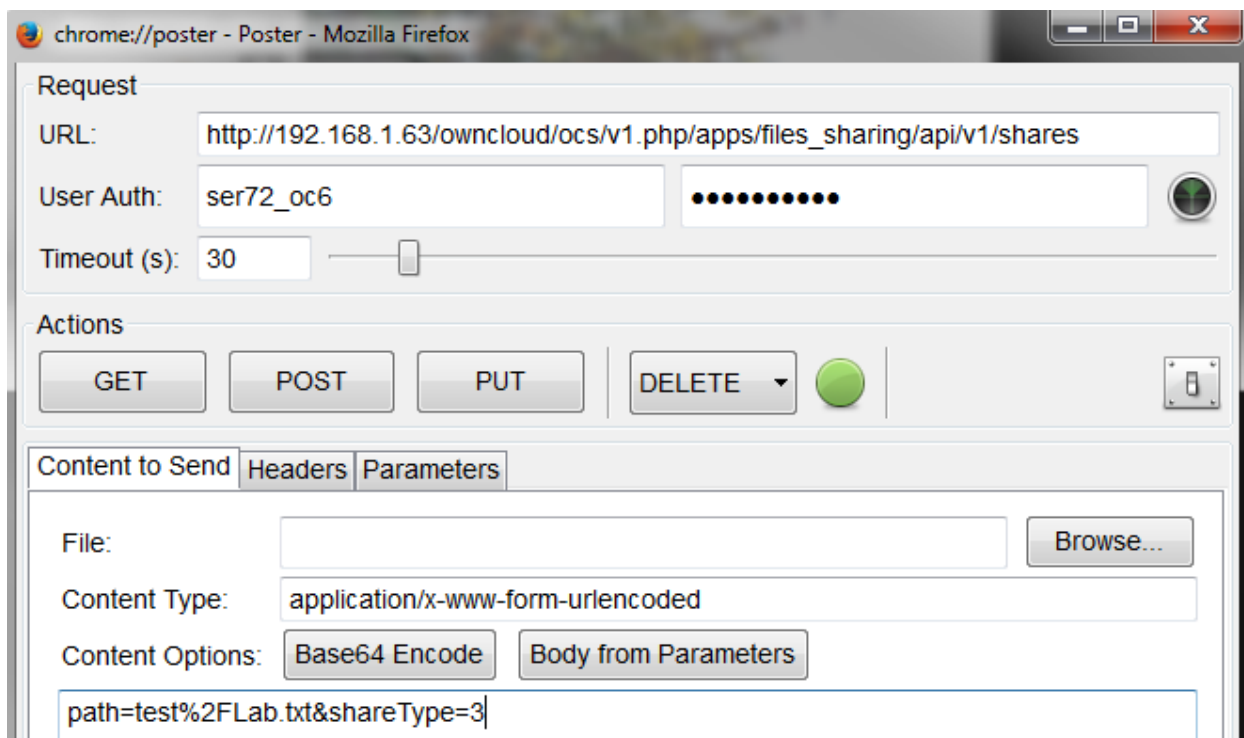 chrome://poster - Poster - Mozilla Firefox
Request
URL: http://192.168.1.63/owncloud/ocs/v1.php/apps/files_sharing/api/v1/shares
User Auth: ser72_oc6 ●●●●●●●●●●
Timeout (s): 30
Actions
GET POST PUT DELETE
Content to Send Headers Parameters
File: Browse...
Content Type: application/x-www-form-urlencoded
Content Options: Base64 Encode Body from Parameters
path=test%2FLab.txt&shareType=3